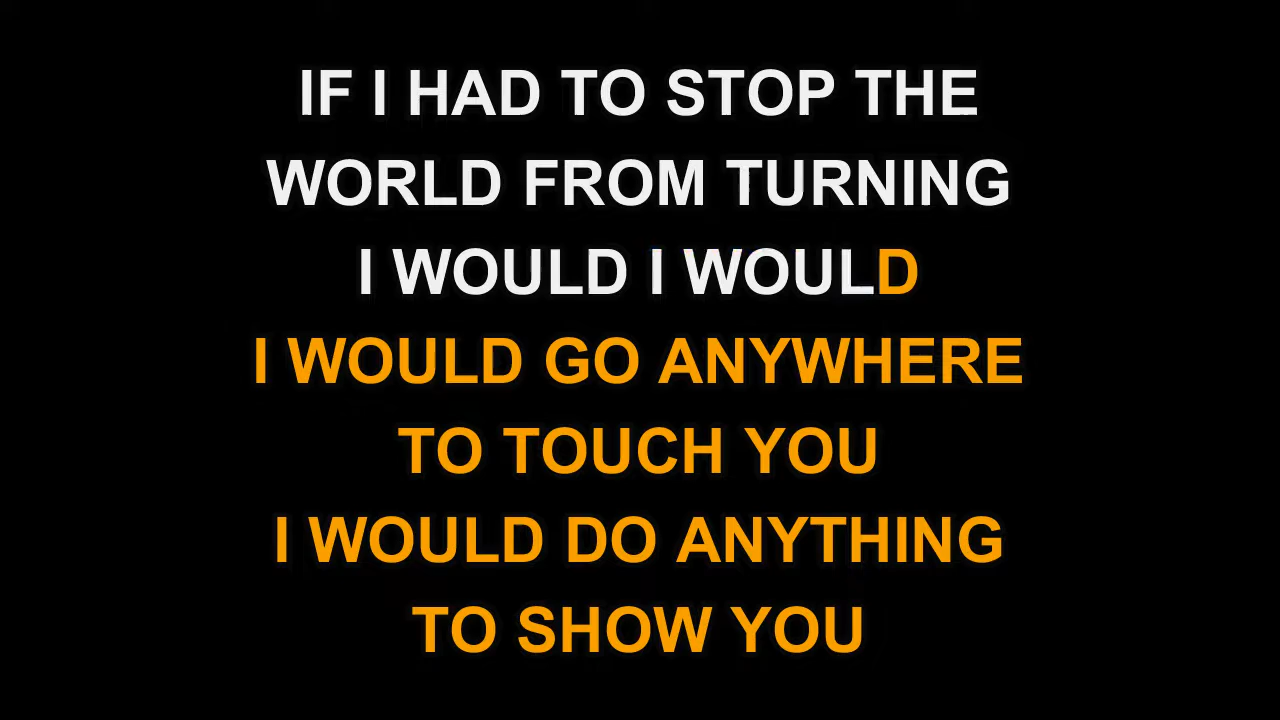 IF I HAD TO STOP THE
WORLD FROM TURNING
I WOULD I WOULD
I WOULD GO ANYWHERE
TO TOUCH YOU
I WOULD DO ANYTHING
TO SHOW YOU